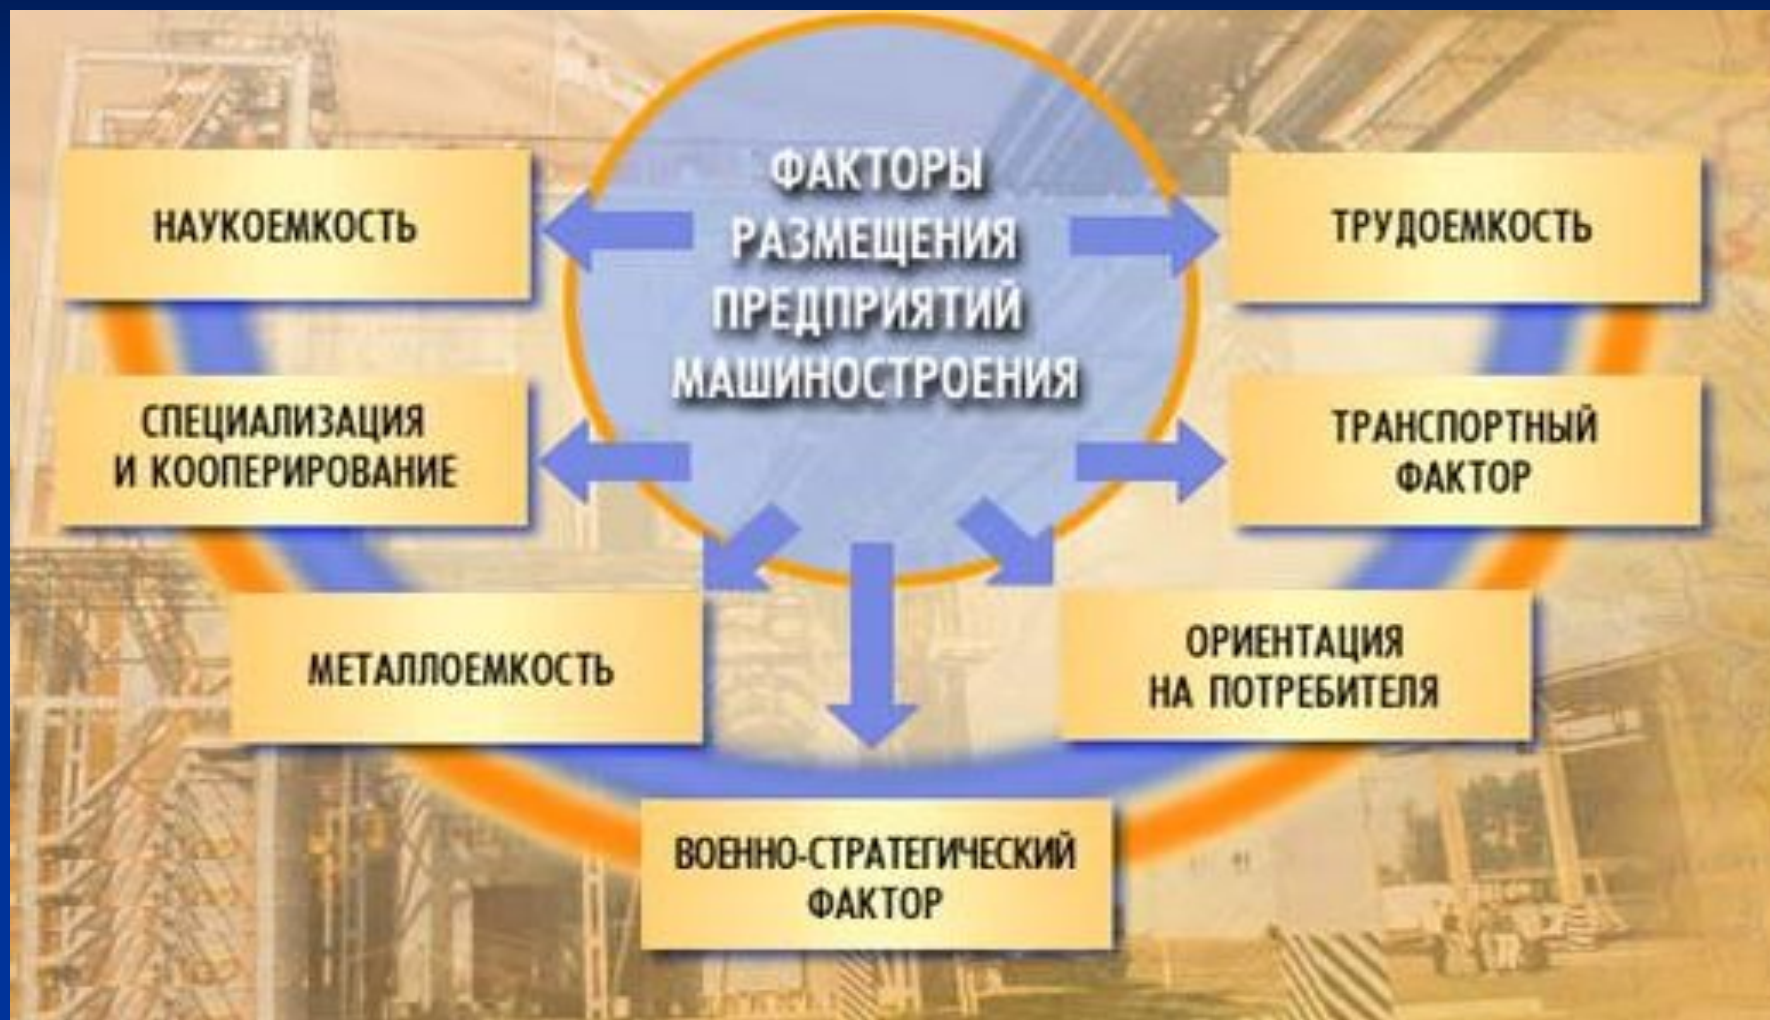 ФАКТОРЫ
РАЗМЕЩЕНИЯ
ПРЕДПРИЯТИЙ
МАШИНОСТРОЕНИЯ
НАУКОЕМКОСТЬ
ТРУДОЕМКОСТЬ
СПЕЦИАЛИЗАЦИЯ
И КООПЕРИРОВАНИЕ
ТРАНСПОРТНЫЙ
ФАКТОР
МЕТАЛЛОЕМКОСТЬ
ОРИЕНТАЦИЯ
НА ПОТРЕБИТЕЛЯ
ВОЕННО-СТРАТЕГИЧЕСКИЙ
ФАКТОР